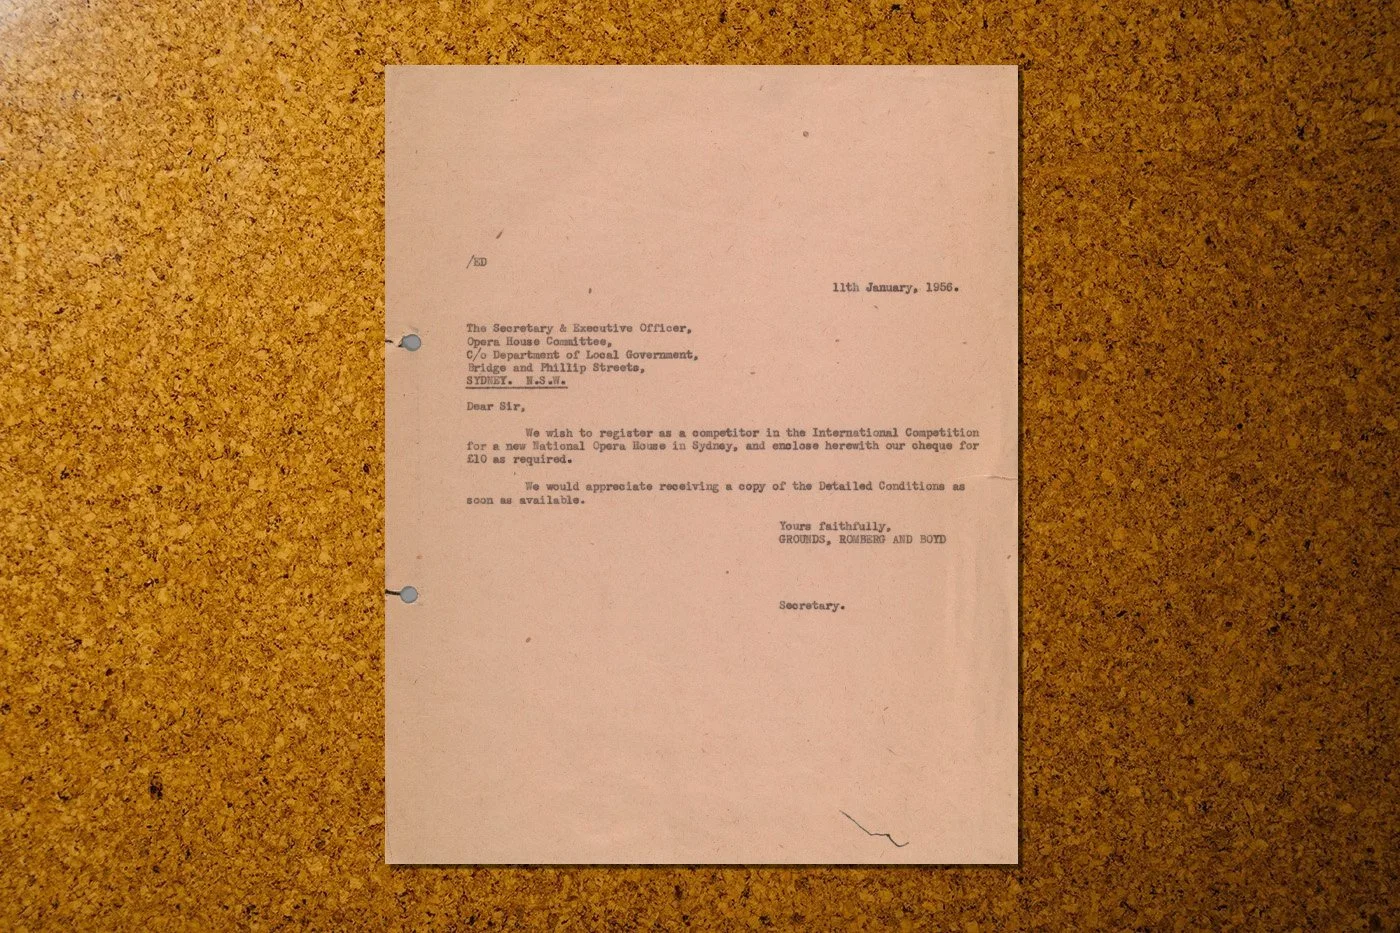 /ED
11th January, 1956.
The Secretary & Executive Officer,
Opera House Committee,
C/o Department of Local Government,
Bridge and Phillip Streets,
SYDNEY. N.S.W.
Dear Sir,
We wish to register as a competitor in the International Competition
for a new National Opera House in Sydney, and enclose herewith our cheque for
£10 as required.
We would appreciate receiving a copy of the Detailed Conditions as
soon as available.
Yours faithfully,
GROUNDS, ROMBERG AND BOYD
Secretary.